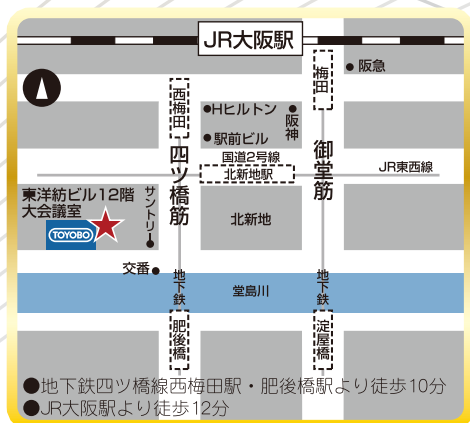 JR大阪駅
阪急
梅田
西梅田
Hヒルトン
阪神
駅前ビル
国道2号線
御堂筋
四ツ橋筋
JR東西線
北新地駅
東洋紡ビル12階
大会議室
サントリー
TOYOBO
北新地
交番
地下鉄
堂島川
地下鉄
肥後橋
淀屋橋
●地下鉄四ツ橋線西梅田駅・肥後橋駅より徒歩10分
●JR大阪駅より徒歩12分